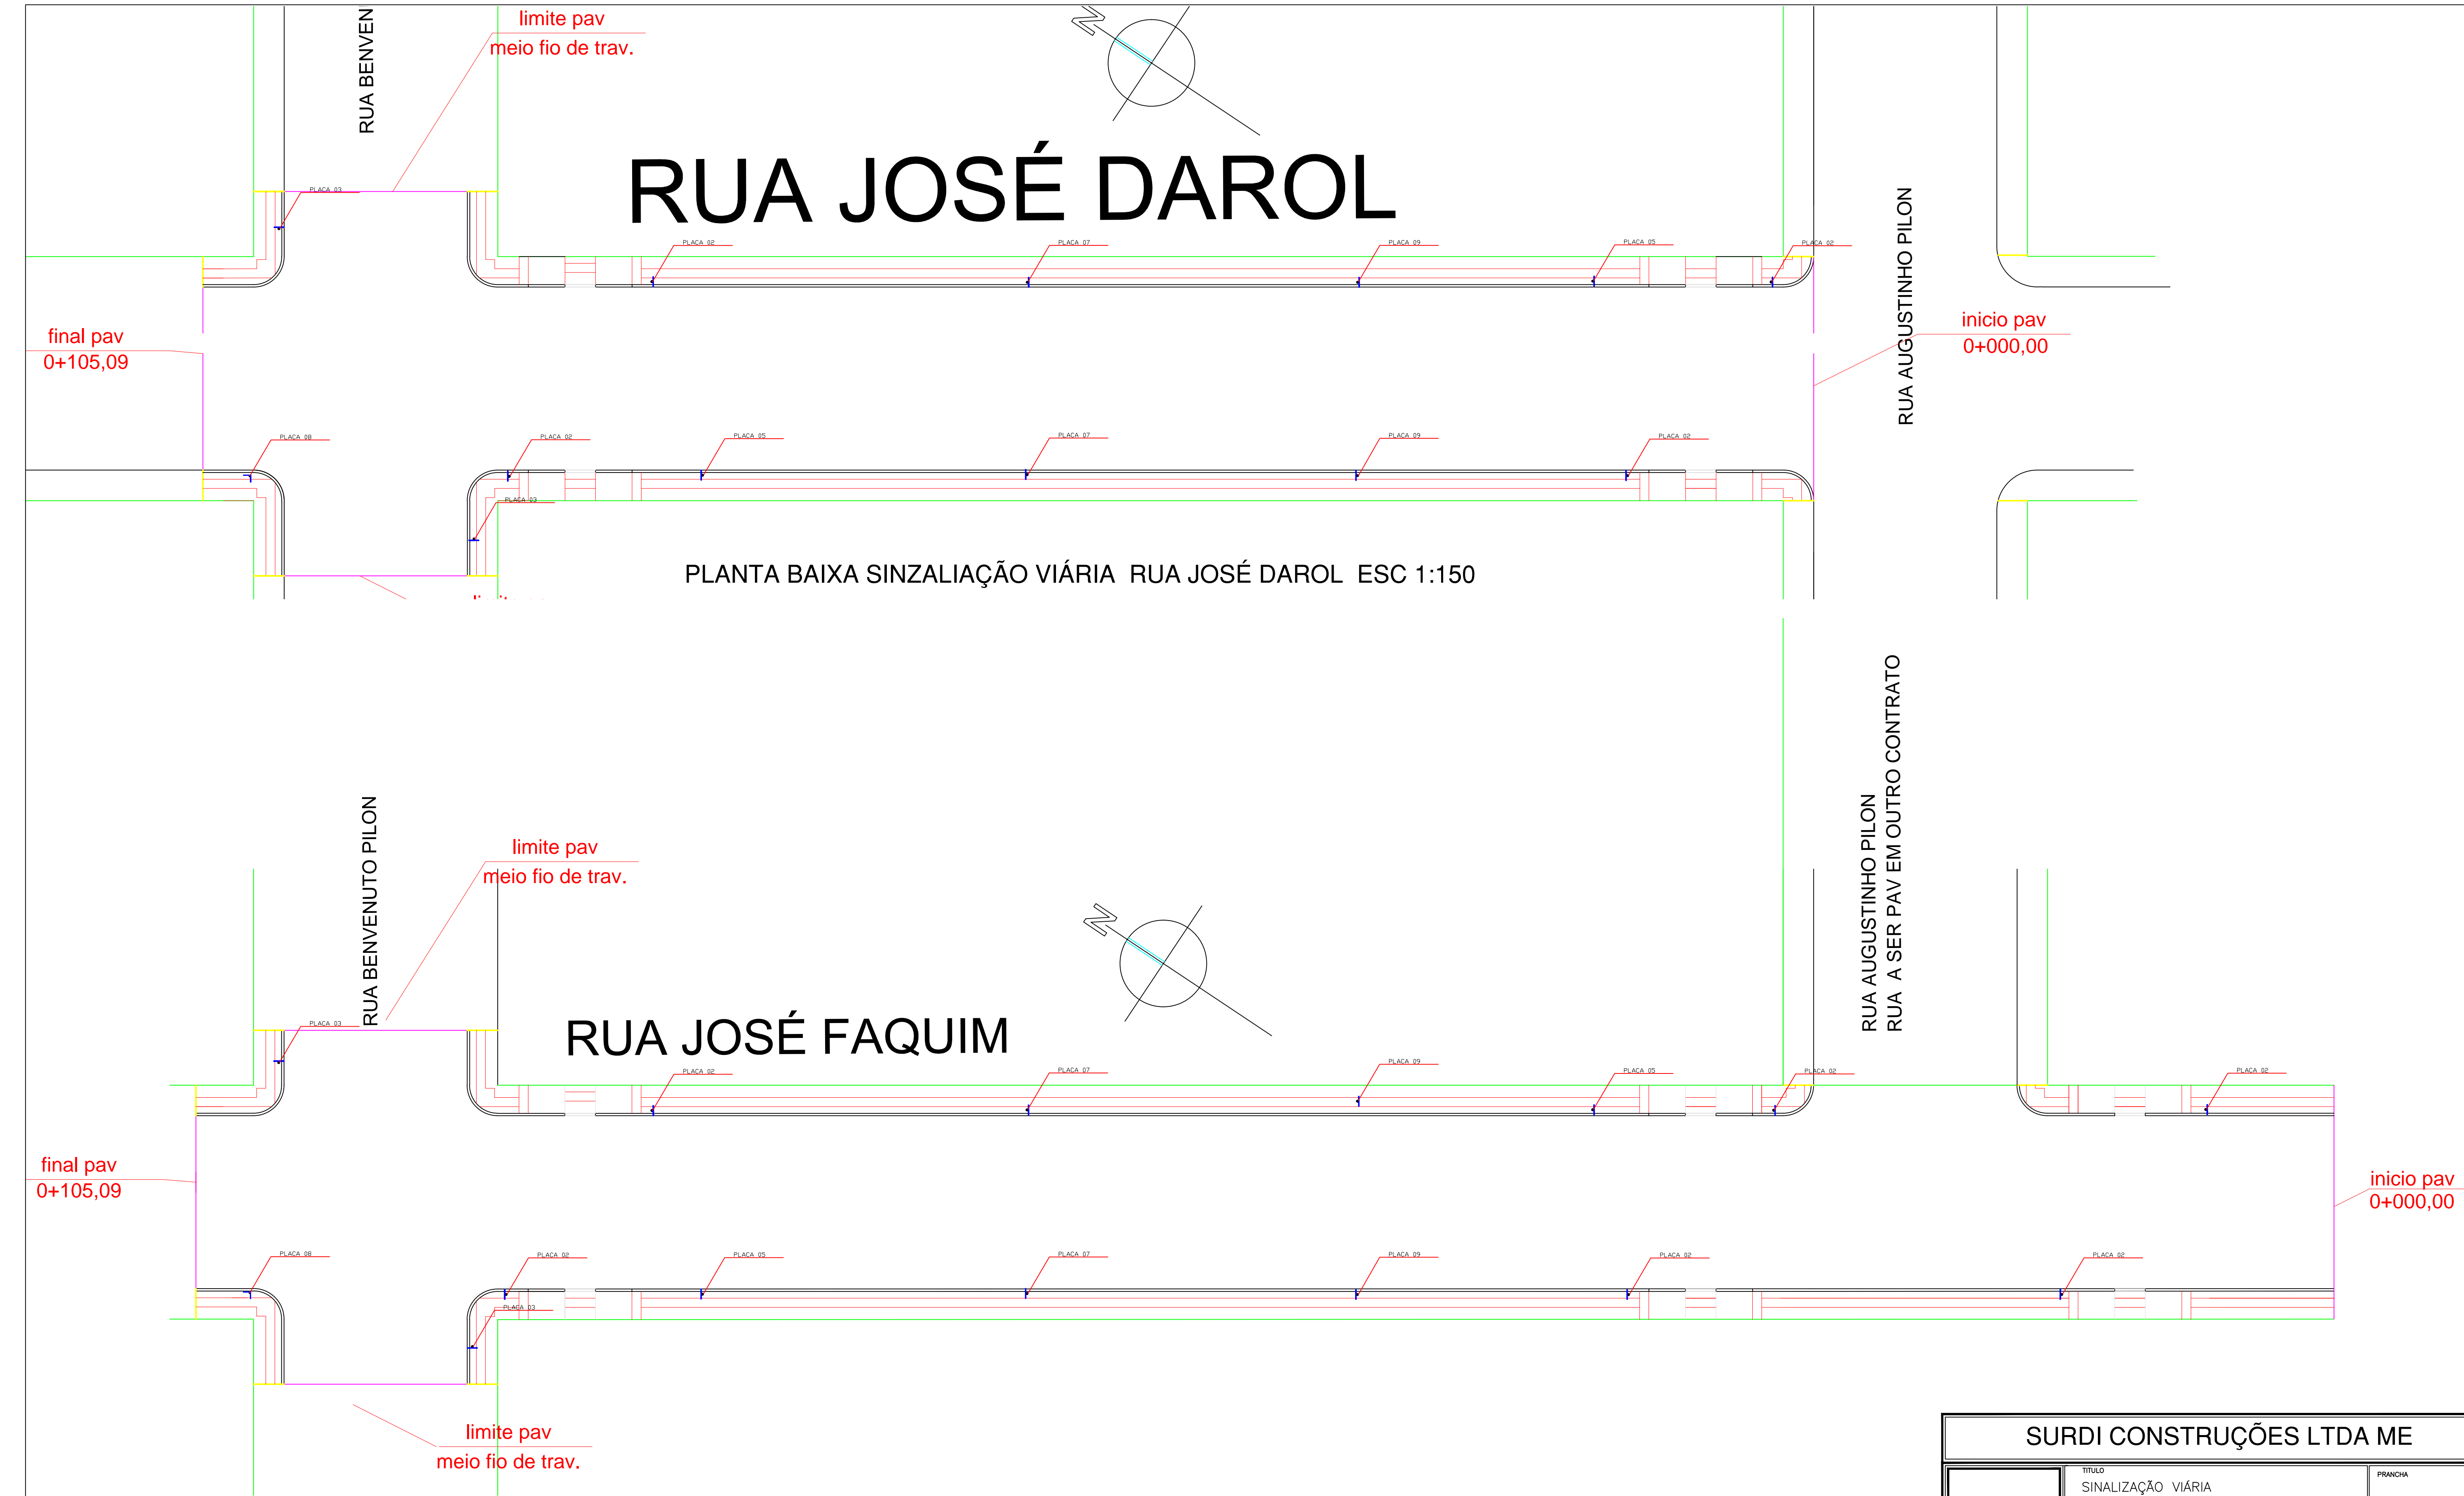 RUA BENVEN
limite pav
meio fio de trav.
N
RUA JOSÉ DAROL
PLACA 03
RUA AUGUSTINHO PILON
PLACA 02
PLACA 07
PLACA 09
PLACA 05
PLACA 02
final pav
0+105,09
inicio pav
0+000,00
PLACA 08
PLACA 02
PLACA 05
PLACA 07
PLACA 09
PLACA 02
PLACA 03
PLANTA BAIXA SINZALIAÇÃO VIÁRIA RUA JOSÉ DAROL ESC 1:150
RUA AUGUSTINHO PILON
RUA A SER PAV EM OUTRO CONTRATO
RUA BENVENUTO PILON
limite pav
meio fio de trav.
N
RUA JOSÉ FAQUIM
PLACA 03
PLACA 02
PLACA 07
PLACA 09
PLACA 05
PLACA 02
PLACA 02
final pav
0+105,09
inicio pav
0+000,00
PLACA 08
PLACA 02
PLACA 05
PLACA 07
PLACA 09
PLACA 02
PLACA 02
PLACA 03
limite pav
meio fio de trav.
SURDI CONSTRUÇÕES LTDA ME
TITULO
SINALIZAÇÃO VIÁRIA
PRANCHA